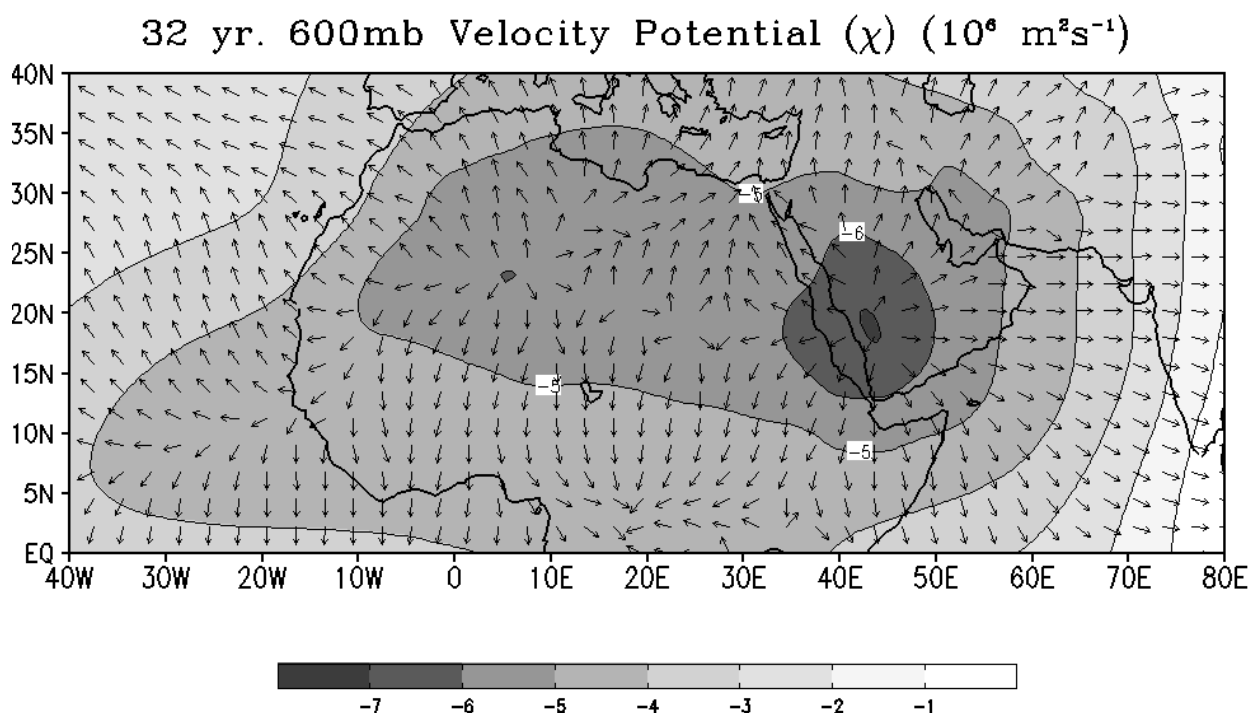 32 yr. 600mb Velocity Potential (χ) (10⁶ m²s⁻¹)
40N
35N
30N
25N
20N
15N
10N
5N
EQ
-5
-6
-5
-5
40W 30W 20W 10W 0 10E 20E 30E 40E 50E 60E 70E 80E
-7 -6 -5 -4 -3 -2 -1